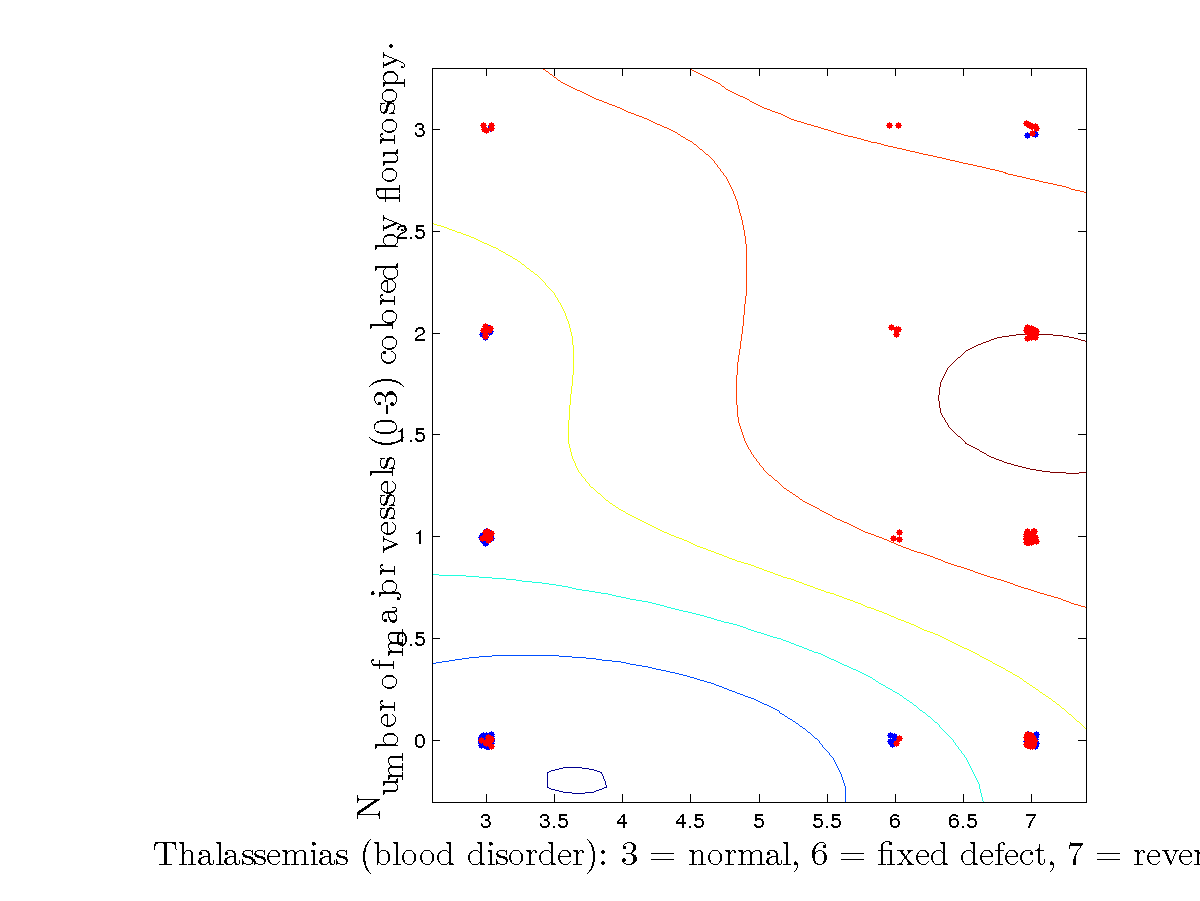 Number of major vessels (0-3) colored by flourosopy.
3
2.5
2
1.5
1
0.5
0
3 3.5 4 4.5 5 5.5 6 6.5 7
Thalassemias (blood disorder): 3 = normal, 6 = fixed defect, 7 = rever